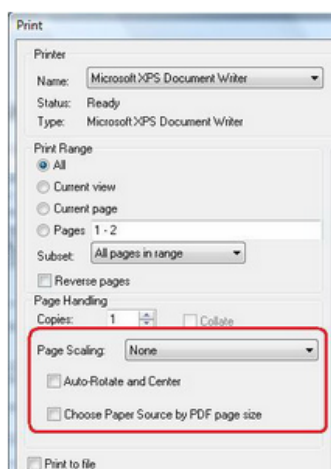 Print
Printer
Name: Microsoft XPS Document Writer
Status: Ready
Type: Microsoft XPS Document Writer
Print Range
All
Current view
Current page
Pages 1 - 2
Subset: All pages in range
Reverse pages
Page Handling
Copies: 1 Collate
Page Scaling: None
Auto-Rotate and Center
Choose Paper Source by PDF page size
Print to file